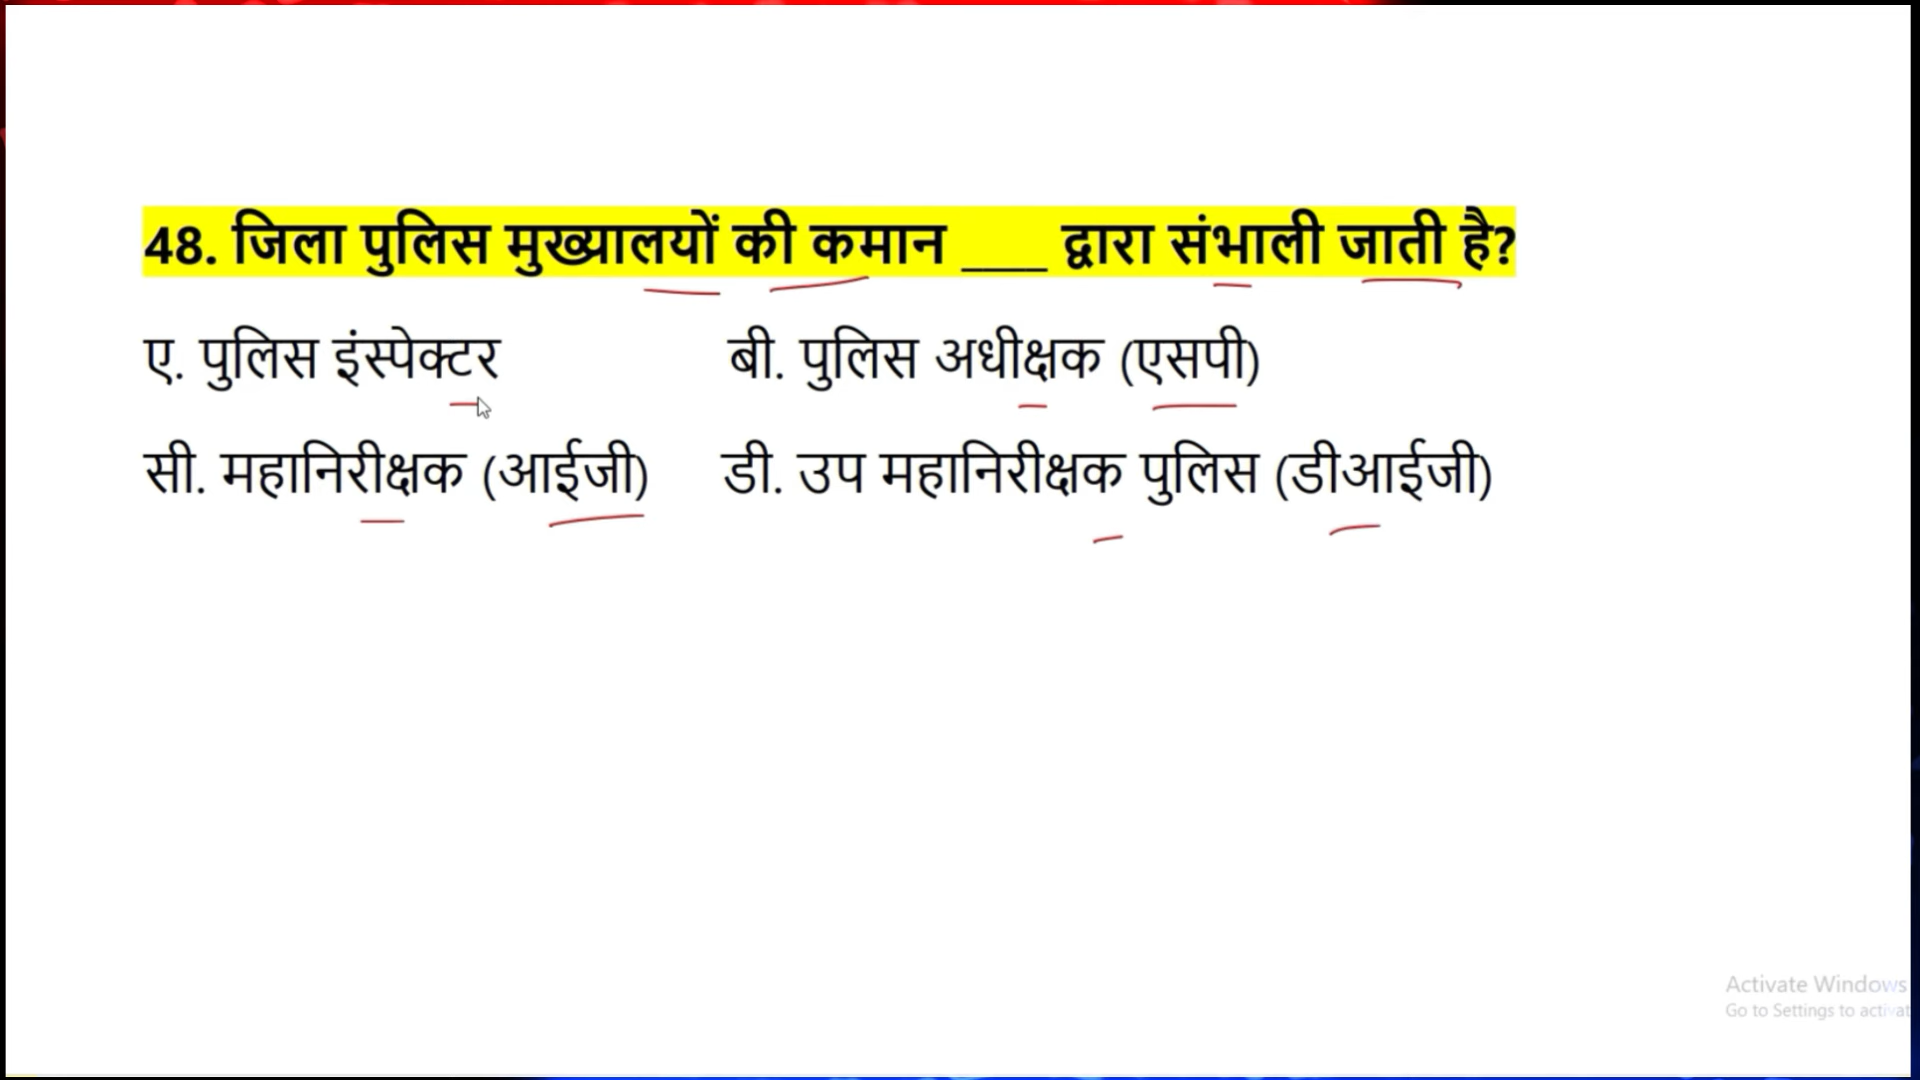 48. जिला पुलिस मुख्यालयों की कमान ____ द्वारा संभाली जाती है?
ए. पुलिस इंस्पेक्टर बी. पुलिस अधीक्षक (एसपी)
सी. महानिरीक्षक (आईजी) डी. उप महानिरीक्षक पुलिस (डीआईजी)
Activate Windows
Go to Settings to activat